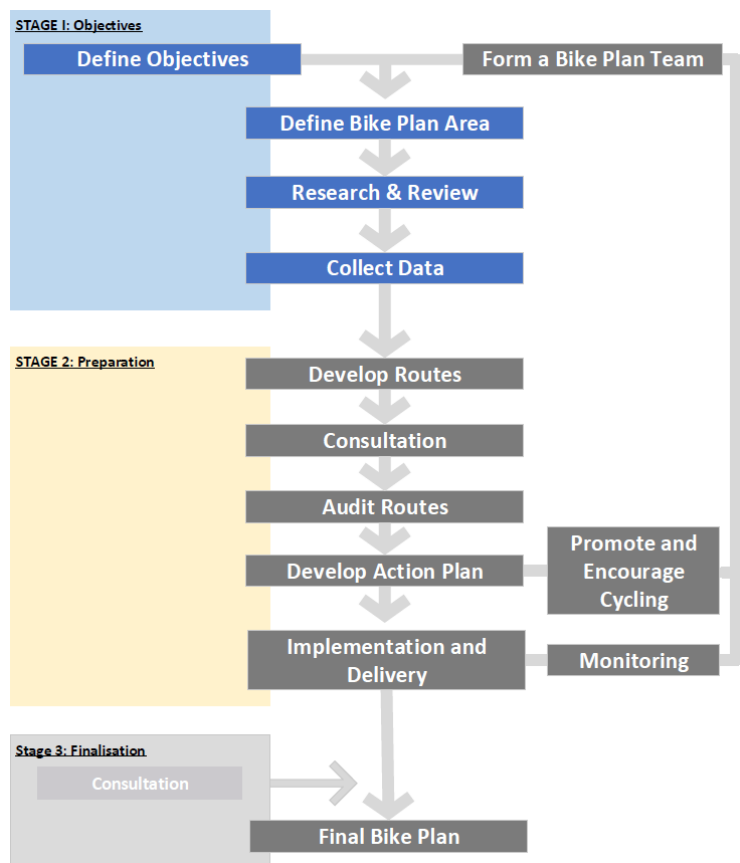 STAGE I: Objectives
Define Objectives
Form a Bike Plan Team
Define Bike Plan Area
Research & Review
Collect Data
STAGE 2: Preparation
Develop Routes
Consultation
Audit Routes
Develop Action Plan
Promote and
Encourage
Cycling
Implementation and
Delivery
Monitoring
Stage 3: Finalisation
Consultation
Final Bike Plan